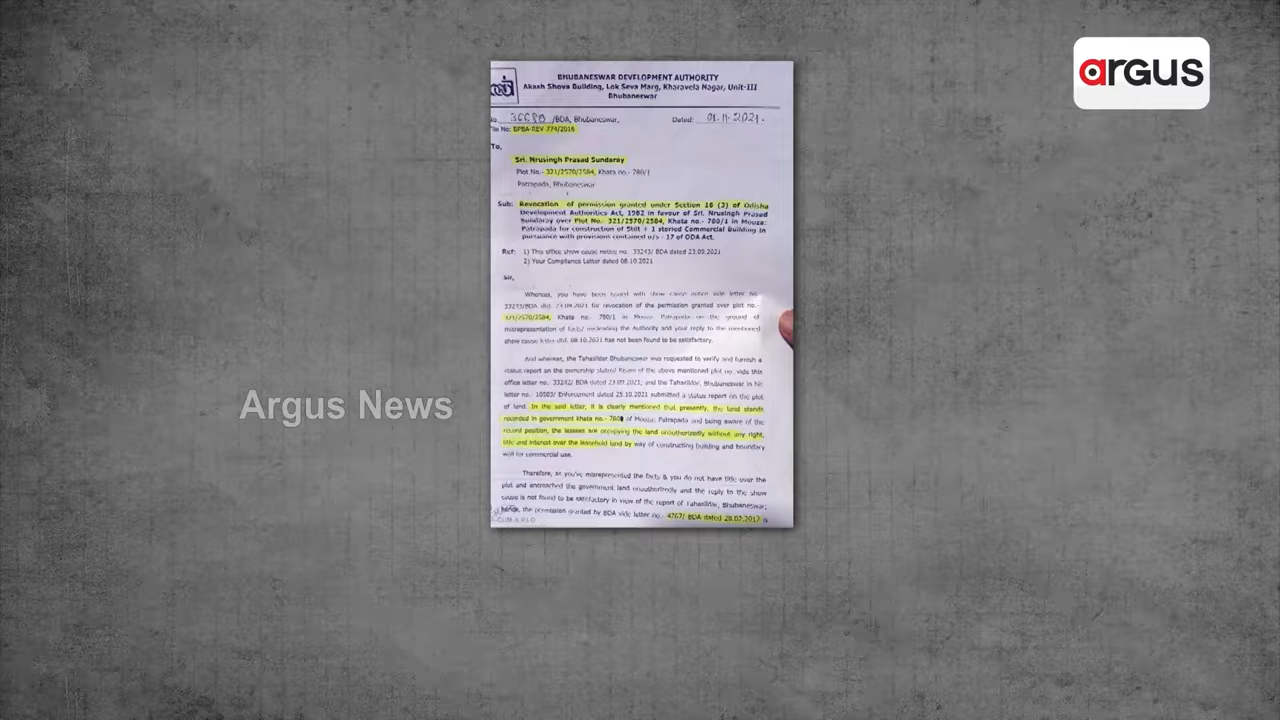 argus
BHUBANESWAR DEVELOPMENT AUTHORITY
Akash Shova Building, Lok Seva Marg, Kharavela Nagar, Unit-III
Bhubaneswar
/BDA, Bhubaneswar, Dated: 01.11.2021.
File No: BPBA-REV-774/2016
To,
Sri. Nrusingh Prasad Sundaray
Plot No.- 321/2570/2584, Khata no.- 780/1
Patrapada, Bhubaneswar
Sub: Revocation of permission granted under Section 16 (3) of Odisha
Development Authorities Act, 1982 in favour of Sri. Nrusingh Prasad
Sundaray over Plot No. 321/2570/2584, Khata no.- 780/1 in Mouza:
Patrapada for construction of Stilt + 1 storied Commercial Building in
pursuance with provisions contained u/s - 17 of ODA Act.
Ref: 1) This office show cause notice no. 33243/ BDA dated 23.09.2021
2) Your Compliance Letter dated 08.10.2021
Sir,
Whereas, you have been issued with show cause notice vide letter no.
33243/BDA dtd. 23.09.2021 for revocation of the permission granted over plot no.-
321/2570/2584, Khata no.- 780/1 in Mouza: Patrapada on the ground of
misrepresentation of facts/ misleading the Authority and your reply to the mentioned
show cause letter dtd. 08.10.2021 has not been found to be satisfactory.
And whereas, the Tahasildar Bhubaneswar was requested to verify and furnish a
status report on the ownership status/ of the above mentioned plot no. vide this
office letter no. 33242/ BDA dated 23.09.2021; and the Tahasildar, Bhubaneswar in his
letter no. 10503/ Enforcement dated 25.10.2021 submitted a status report on the plot
of land. In the said letter, it is clearly mentioned that presently, the land stands
recorded in government khata no.- of Mouza: Patrapada and being aware of the
record position, the lessees are occupying the land unauthorizedly without any right,
title and interest over the leasehold land by way of constructing building and boundary
wall for commercial use.
Therefore, as you've misrepresented the facts & you do not have title over the
plot and encroached the government land unauthorizedly and the reply to the show
cause is not found to be satisfactory in view of the report of Tahasildar, Bhubaneswar;
hence, the permission granted by BDA vide letter no.- 4767/ BDA dated 28.02.2017 is
Argus News